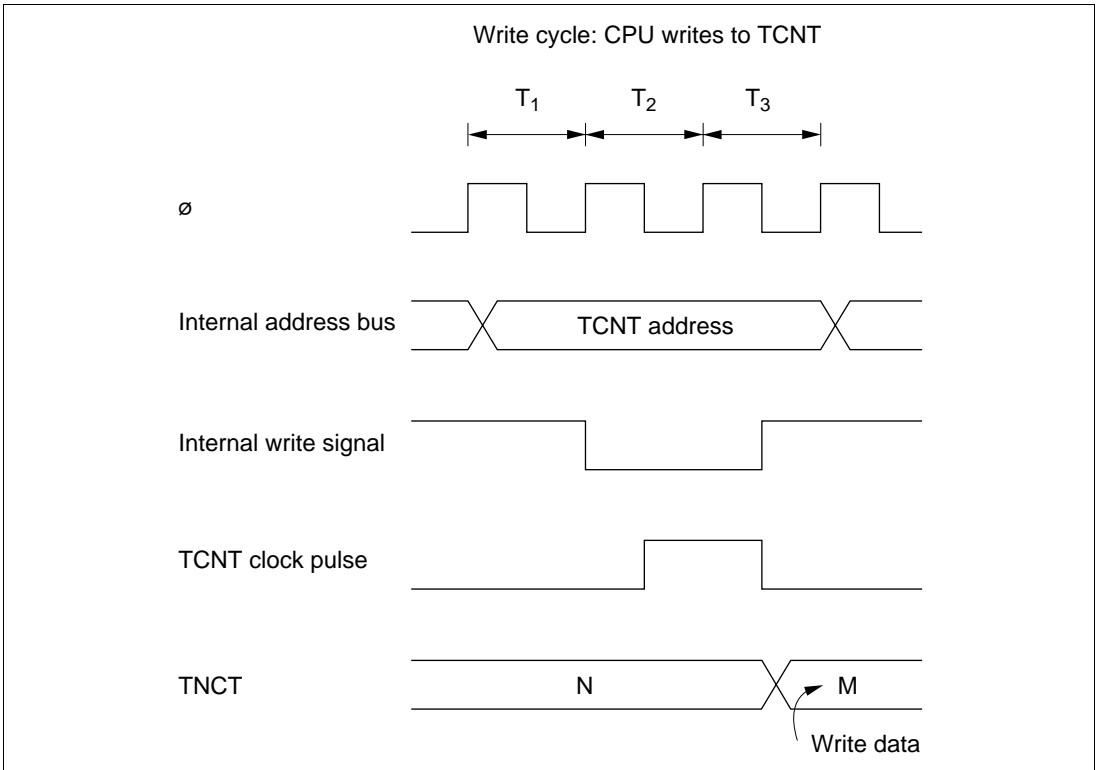 Write cycle: CPU writes to TCNT
T1 T2 T3
ø
Internal address bus
TCNT address
Internal write signal
TCNT clock pulse
TNCT
N
M
Write data